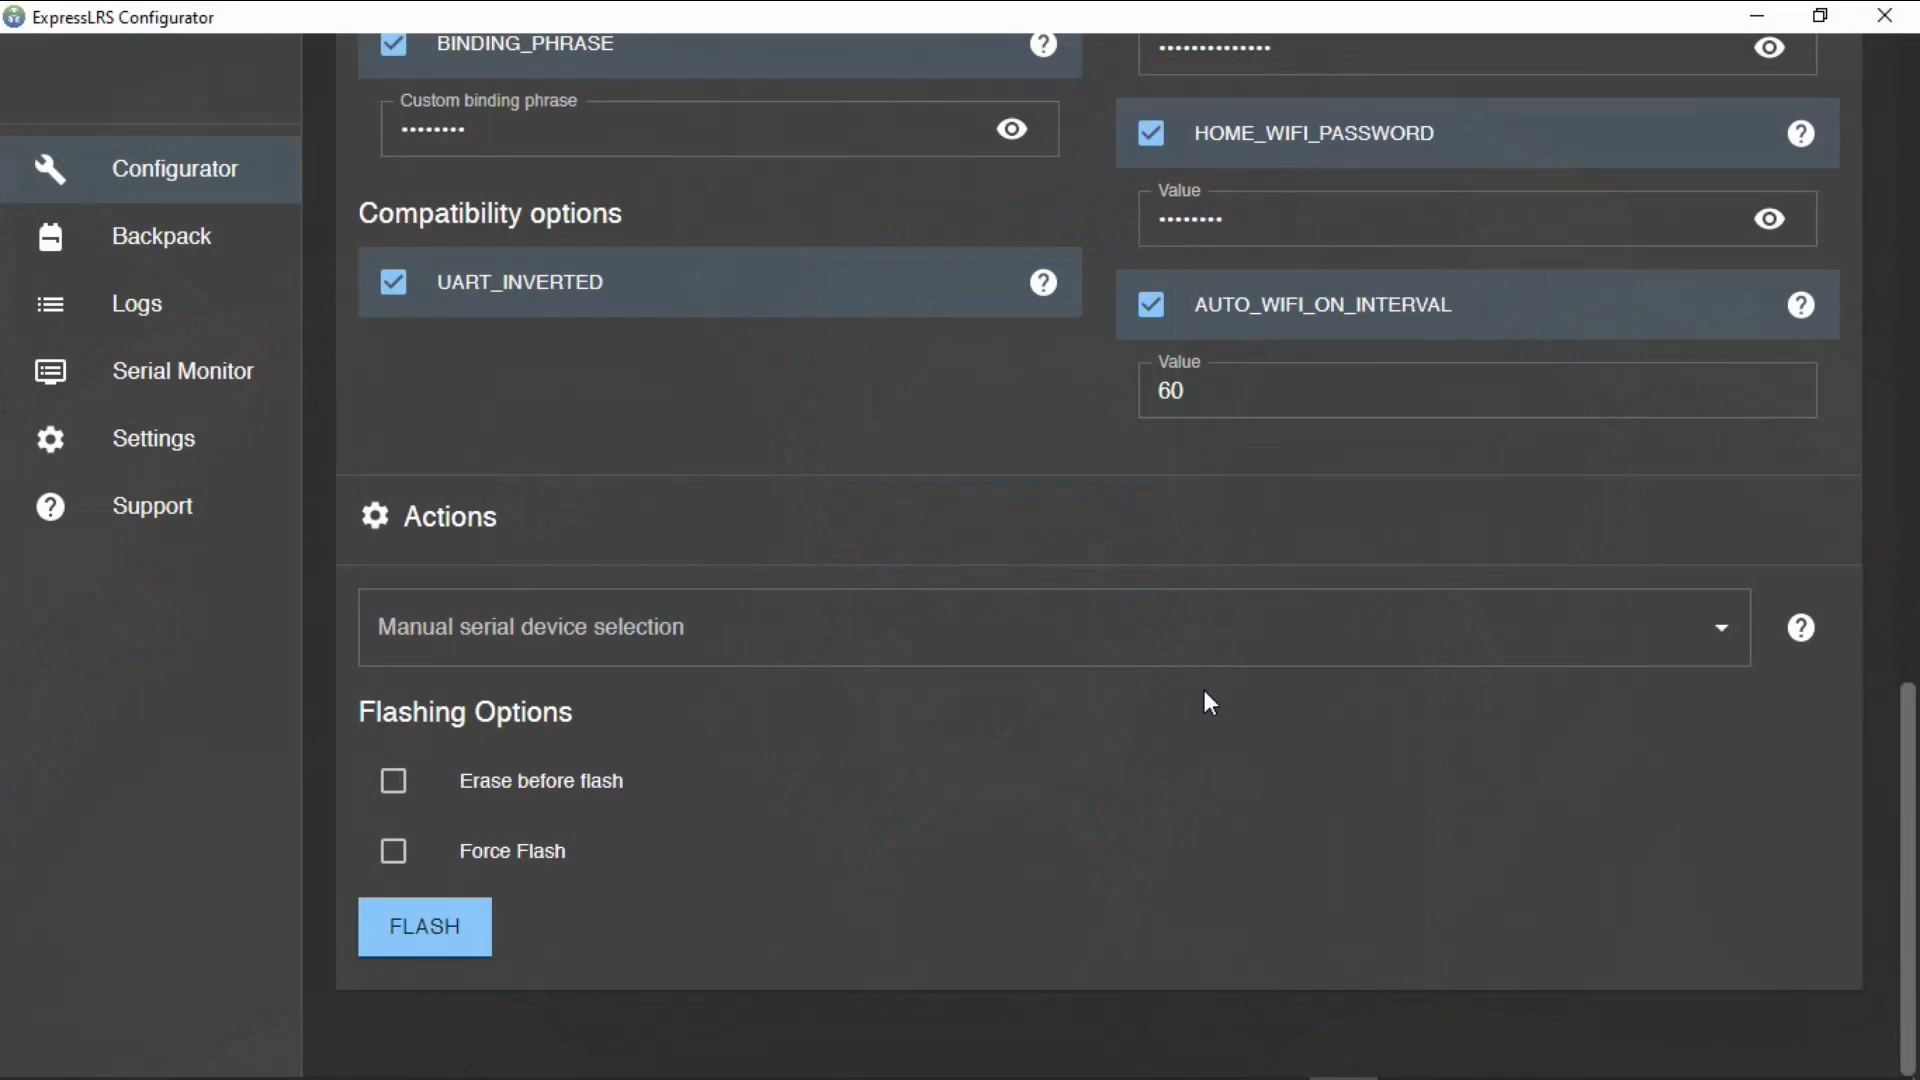 ExpressLRS Configurator
Configurator
Backpack
Logs
Serial Monitor
Settings
Support
BINDING_PHRASE
Custom binding phrase
••••••••
Compatibility options
UART_INVERTED
••••••••••••••
HOME_WIFI_PASSWORD
Value
••••••••
AUTO_WIFI_ON_INTERVAL
Value
60
Actions
Manual serial device selection
Flashing Options
Erase before flash
Force Flash
FLASH